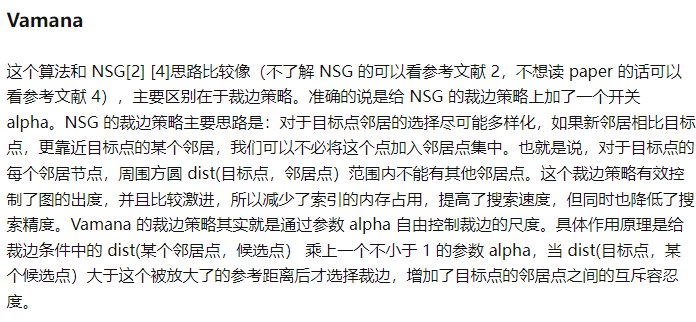 Vamana
这个算法和 NSG[2] [4]思路比较像（不了解 NSG 的可以看参考文献 2，不想读 paper 的话可以
看参考文献 4），主要区别在于裁边策略。准确的说是给 NSG 的裁边策略上加了一个开关
alpha。NSG 的裁边策略主要思路是：对于目标点邻居的选择尽可能多样化，如果新邻居相比目标
点，更靠近目标点的某个邻居，我们可以不必将这个点加入邻居点集中。也就是说，对于目标点的
每个邻居节点，周围方圆 dist(目标点，邻居点）范围内不能有其他邻居点。这个裁边策略有效控
制了图的出度，并且比较激进，所以减少了索引的内存占用，提高了搜索速度，但同时也降低了搜
索精度。Vamana 的裁边策略其实就是通过参数 alpha 自由控制裁边的尺度。具体作用原理是给
裁边条件中的 dist(某个邻居点，候选点） 乘上一个不小于 1 的参数 alpha，当 dist(目标点，某
个候选点）大于这个被放大了的参考距离后才选择裁边，增加了目标点的邻居点之间的互斥容忍
度。